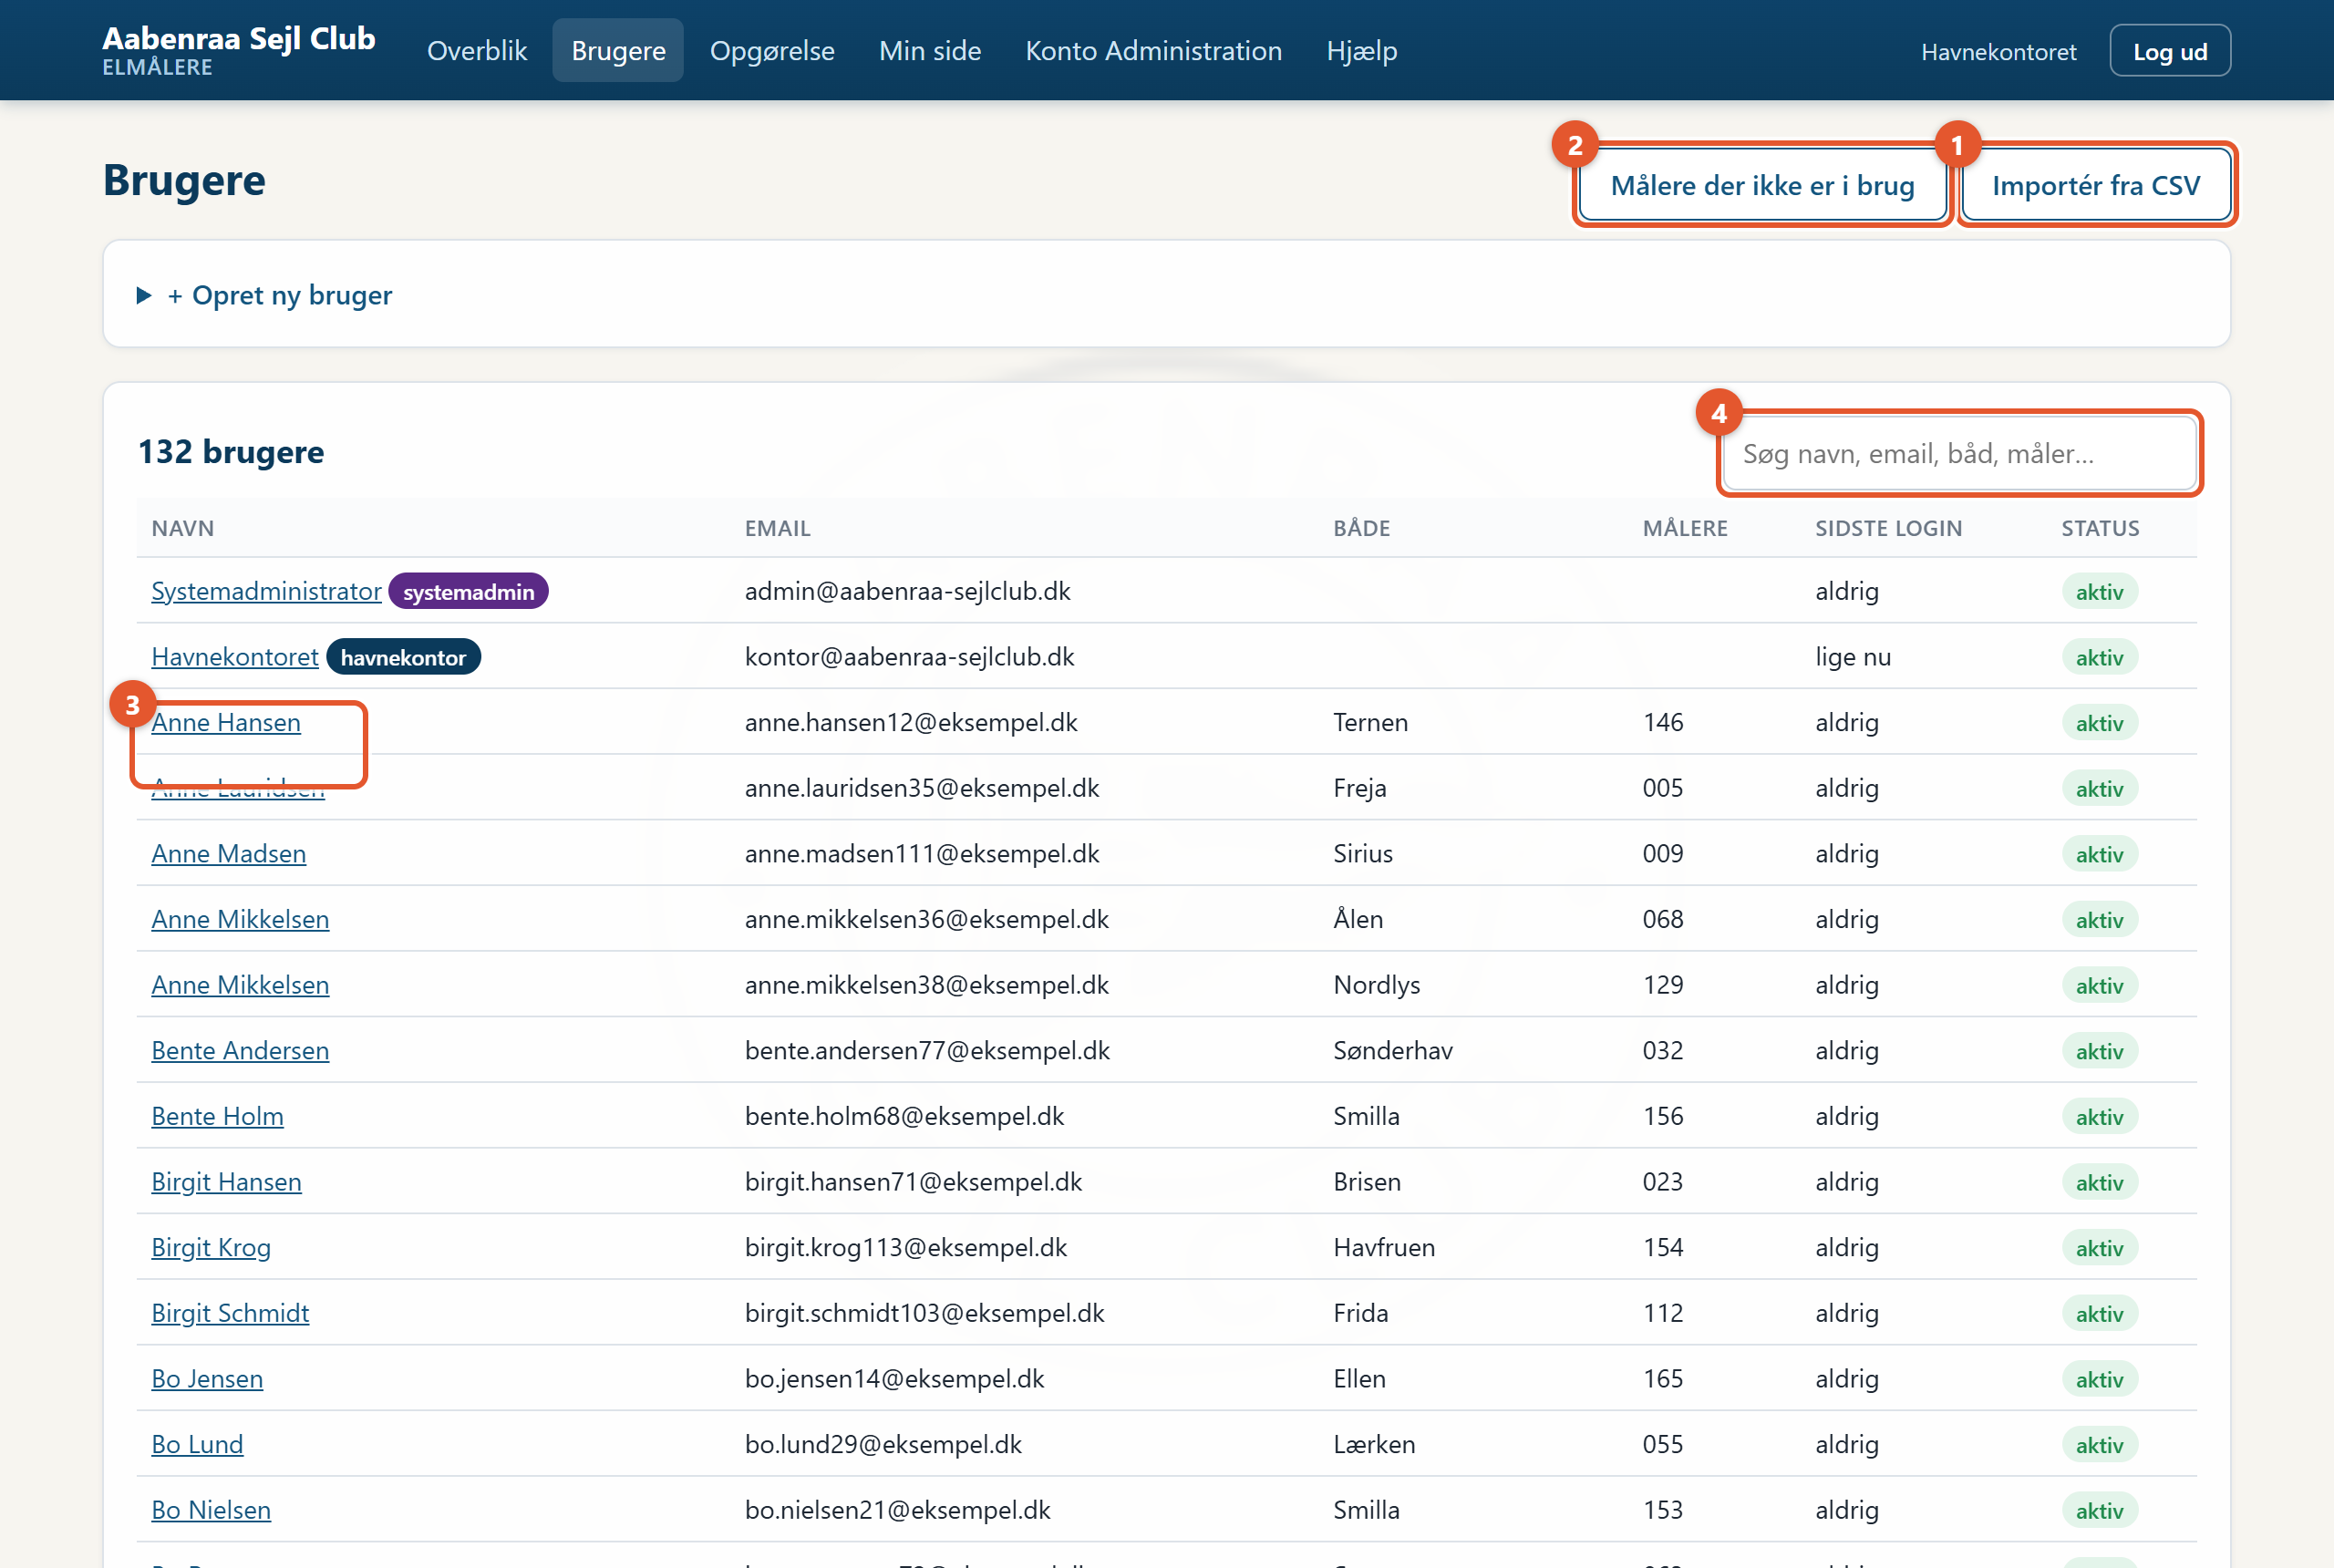 Aabenraa Sejl Club
ELMÅLERE
Overblik Brugere Opgørelse Min side Konto Administration Hjælp Havnekontoret Log ud
Brugere
2 Målere der ikke er i brug 1 Importér fra CSV
+ Opret ny bruger
132 brugere
4 Søg navn, email, båd, måler...
NAVN EMAIL BÅDE MÅLERE SIDSTE LOGIN STATUS
Systemadministrator systemadmin admin@aabenraa-sejlclub.dk aldrig aktiv
Havnekontoret havnekontor kontor@aabenraa-sejlclub.dk lige nu aktiv
3 Anne Hansen anne.hansen12@eksempel.dk Ternen 146 aldrig aktiv
Anne Lauridsen anne.lauridsen35@eksempel.dk Freja 005 aldrig aktiv
Anne Madsen anne.madsen111@eksempel.dk Sirius 009 aldrig aktiv
Anne Mikkelsen anne.mikkelsen36@eksempel.dk Ålen 068 aldrig aktiv
Anne Mikkelsen anne.mikkelsen38@eksempel.dk Nordlys 129 aldrig aktiv
Bente Andersen bente.andersen77@eksempel.dk Sønderhav 032 aldrig aktiv
Bente Holm bente.holm68@eksempel.dk Smilla 156 aldrig aktiv
Birgit Hansen birgit.hansen71@eksempel.dk Brisen 023 aldrig aktiv
Birgit Krog birgit.krog113@eksempel.dk Havfruen 154 aldrig aktiv
Birgit Schmidt birgit.schmidt103@eksempel.dk Frida 112 aldrig aktiv
Bo Jensen bo.jensen14@eksempel.dk Ellen 165 aldrig aktiv
Bo Lund bo.lund29@eksempel.dk Lærken 055 aldrig aktiv
Bo Nielsen bo.nielsen21@eksempel.dk Smilla 153 aldrig aktiv